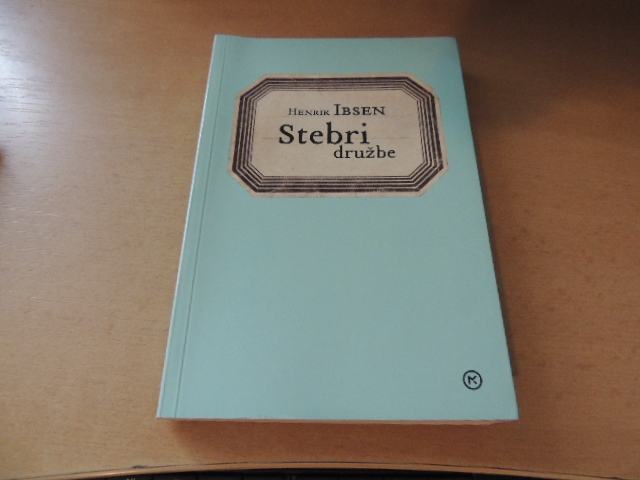 Henrik Ibsen
Stebri
družbe